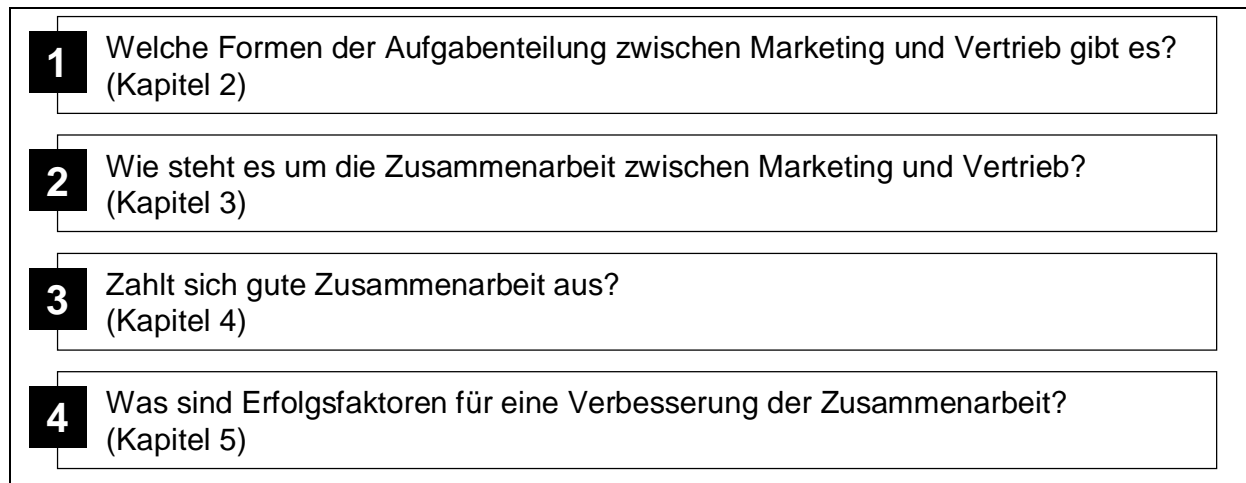 1
Welche Formen der Aufgabenteilung zwischen Marketing und Vertrieb gibt es?
(Kapitel 2)
2
Wie steht es um die Zusammenarbeit zwischen Marketing und Vertrieb?
(Kapitel 3)
3
Zahlt sich gute Zusammenarbeit aus?
(Kapitel 4)
4
Was sind Erfolgsfaktoren für eine Verbesserung der Zusammenarbeit?
(Kapitel 5)